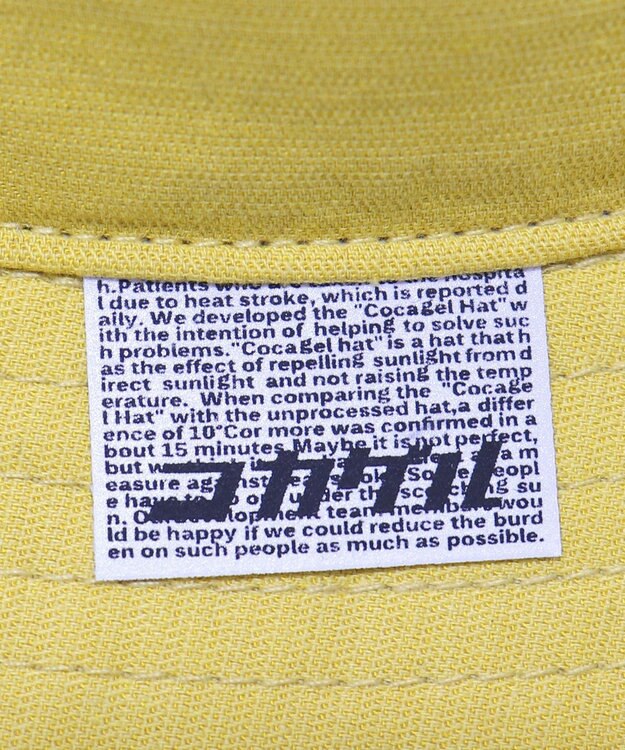 h.Patients who are
l due to heat stroke, which is reported d
aily. We developed the "Cocagel Hat" w
ith the intention of helping to solve suc
h problems."Cocagel hat" is a hat that h
as the effect of repelling sunlight from d
irect sunlight and not raising the temp
erature. When comparing the "Cocage
l Hat" with the unprocessed hat,a differ
ence of 10°C or more was confirmed in a
bout 15 minutes. Maybe it is not perfect,
but
easure against
e have to
n.
ld be happy if we could reduce the burd
en on such people as much as possible.
コカゲル